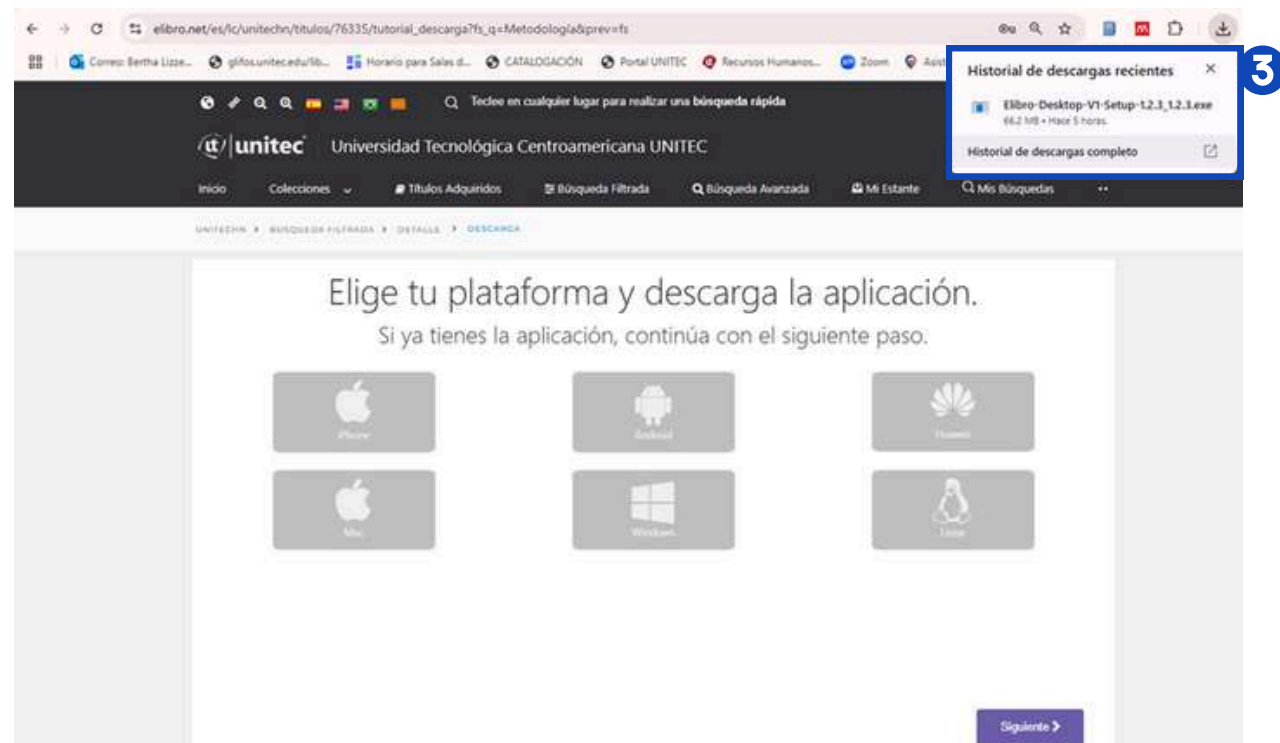 elibro.net/es/lc/unitechn/titulos/76335/tutorial_descarga?fs_q=Metodología&prev=fs
Correo: Bertha Lizze... glifos.unitec.edu/lib... Horario para Salas d... CATALOGACIÓN Portal UNITEC Recursos Humanos... Zoom
Historial de descargas recientes
3
Elibro-Desktop-V1-Setup-1.2.3_1.2.3.exe
66.2 MB • Hace 5 horas.
Historial de descargas completo
Teclee en cualquier lugar para realizar una búsqueda rápida
unitec Universidad Tecnológica Centroamericana UNITEC
Inicio Colecciones Títulos Adquiridos Búsqueda Filtrada Búsqueda Avanzada Mi Estante Mis Búsquedas
UNITECHN BUSQUEDA FILTRADA DETALLE DESCARGA
Elige tu plataforma y descarga la aplicación.
Si ya tienes la aplicación, continúa con el siguiente paso.
iPhone Android Huawei
Mac Windows Linux
Siguiente